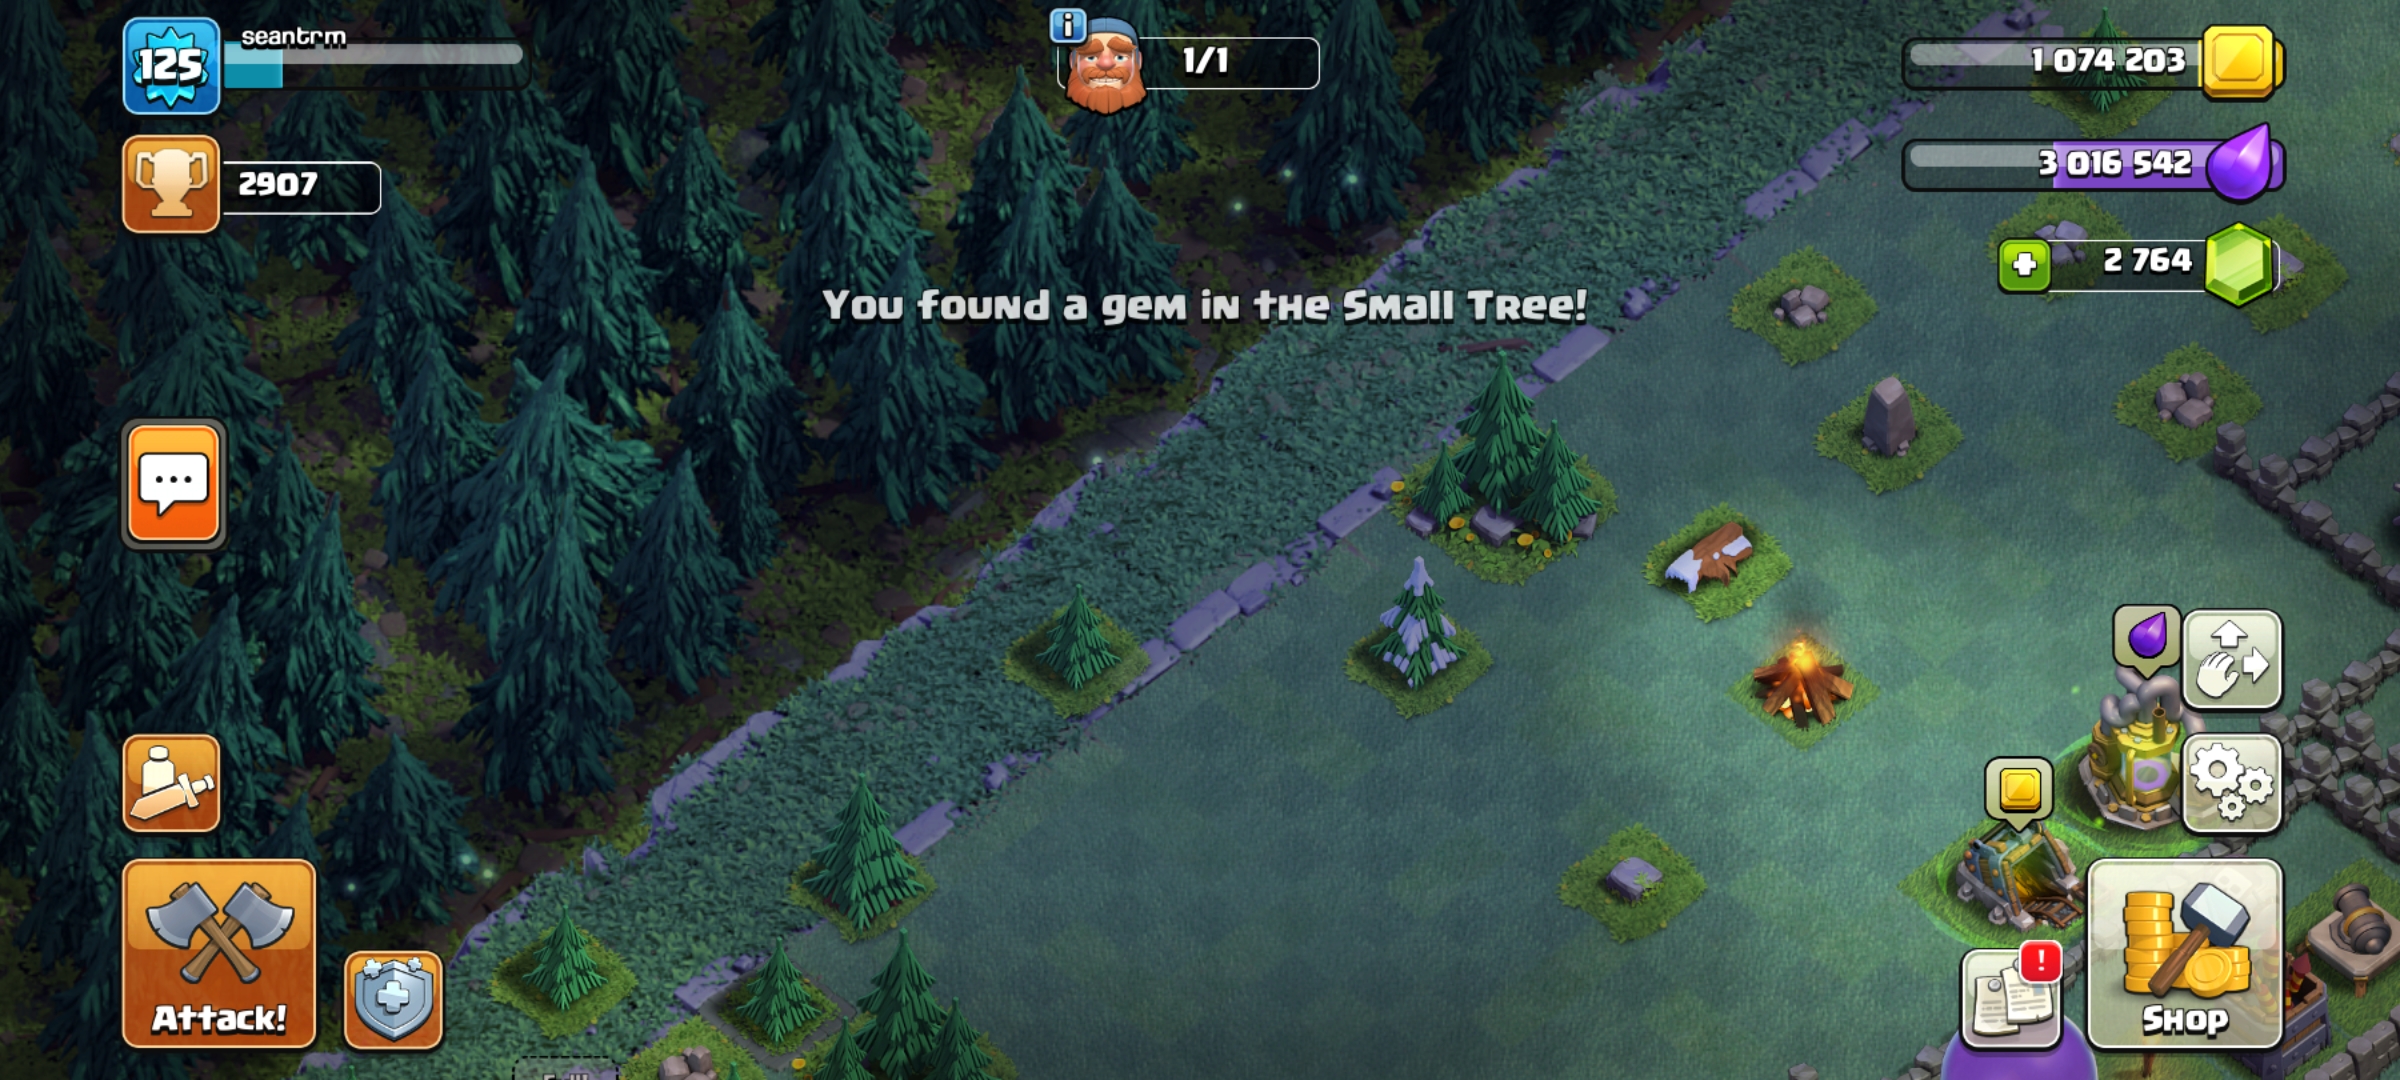 125
seantrm
1/1
1 074 203
2907
3 016 542
2 764
You found a gem in the Small Tree!
!
Attack!
Shop